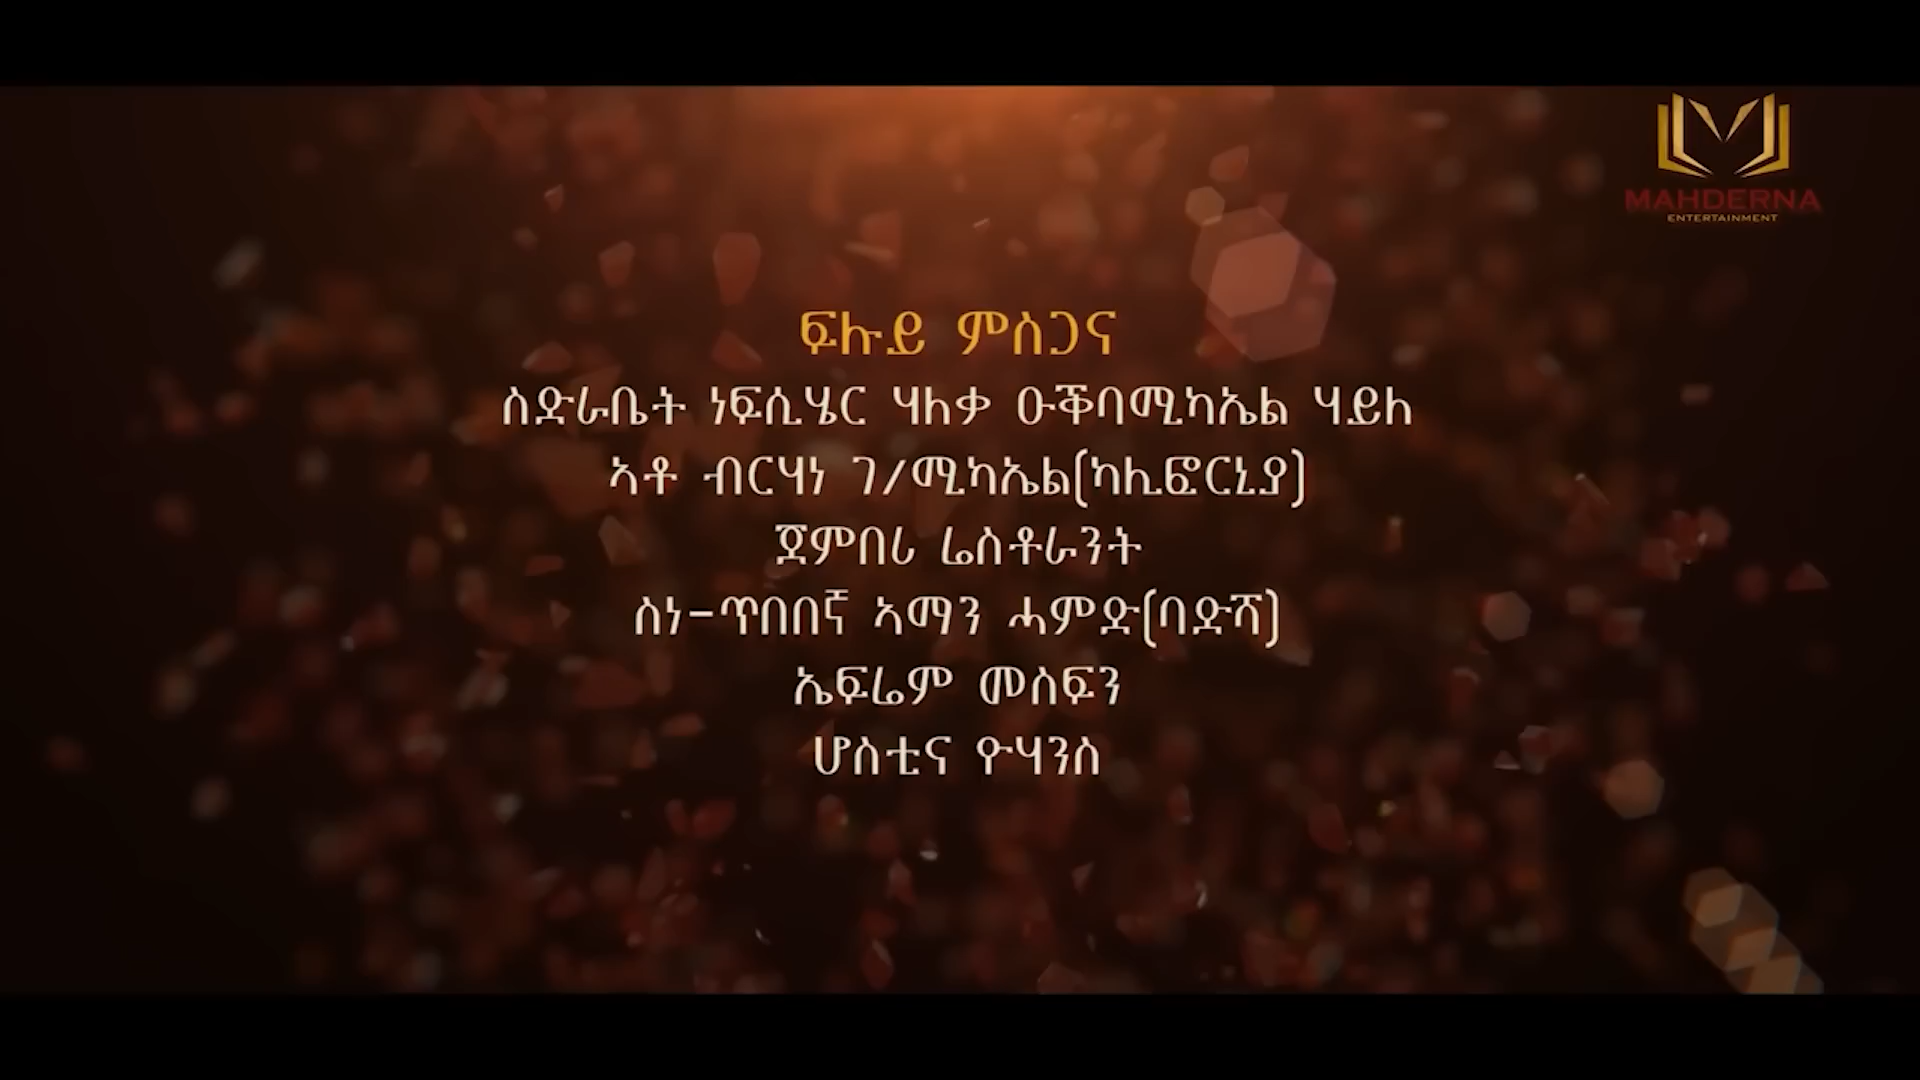 MAHDERNA
ENTERTAINMENT
ፍሉይ ምስጋና
ስድራቤት ነፍሲሄር ሃለቃ ዑቕባሚካኤል ሃይለ
ኣቶ ብርሃነ ገ/ሚካኤል(ካሊፎርኒያ)
ጀምበሪ ሬስቶራንት
ስነ-ጥበበኛ ኣማን ሓምድ(ባድሻ)
ኤፍሬም መስፍን
ሆስቲና ዮሃንስ